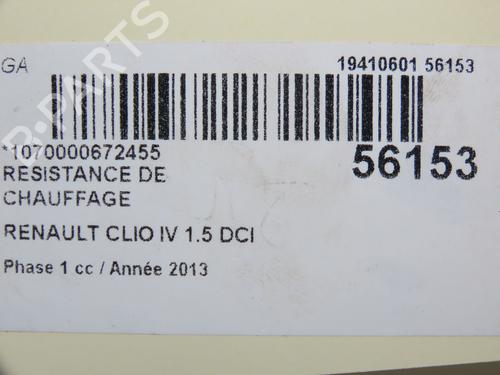 GA
19410601 56153
*1070000672455
56153
RESISTANCE DE
CHAUFFAGE
RENAULT CLIO IV 1.5 DCI
Phase 1 cc / Année 2013